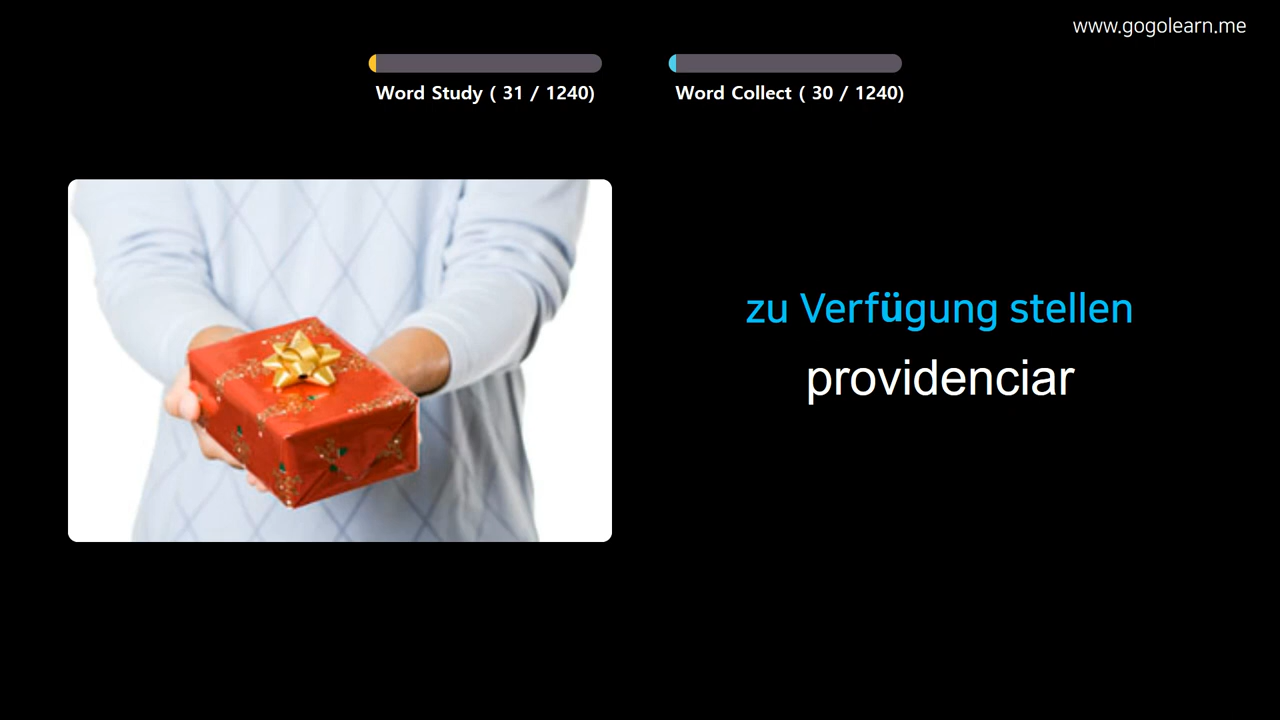 www.gogolearn.me
Word Study ( 31 / 1240)
Word Collect ( 30 / 1240)
zu Verfügung stellen
providenciar